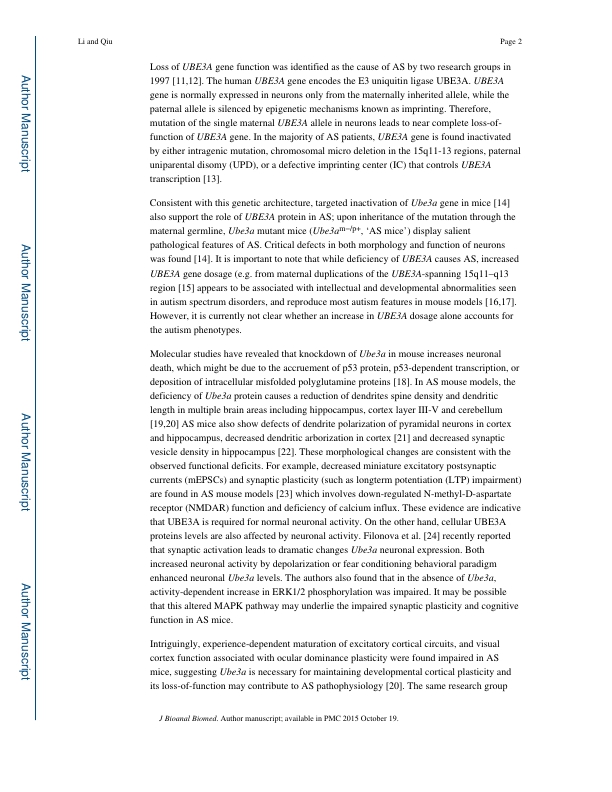 Li and Qiu
Page 2
Author Manuscript
Author Manuscript
Author Manuscript
Author Manuscript
Loss of UBE3A gene function was identified as the cause of AS by two research groups in
1997 [11,12]. The human UBE3A gene encodes the E3 uniquitin ligase UBE3A. UBE3A
gene is normally expressed in neurons only from the maternally inherited allele, while the
paternal allele is silenced by epigenetic mechanisms known as imprinting. Therefore,
mutation of the single maternal UBE3A allele in neurons leads to near complete loss-of-
function of UBE3A gene. In the majority of AS patients, UBE3A gene is found inactivated
by either intragenic mutation, chromosomal micro deletion in the 15q11-13 regions, paternal
uniparental disomy (UPD), or a defective imprinting center (IC) that controls UBE3A
transcription [13].
Consistent with this genetic architecture, targeted inactivation of Ube3a gene in mice [14]
also support the role of UBE3A protein in AS; upon inheritance of the mutation through the
maternal germline, Ube3a mutant mice (Ube3am−/p+, ‘AS mice’) display salient
pathological features of AS. Critical defects in both morphology and function of neurons
was found [14]. It is important to note that while deficiency of UBE3A causes AS, increased
UBE3A gene dosage (e.g. from maternal duplications of the UBE3A-spanning 15q11–q13
region [15] appears to be associated with intellectual and developmental abnormalities seen
in autism spectrum disorders, and reproduce most autism features in mouse models [16,17].
However, it is currently not clear whether an increase in UBE3A dosage alone accounts for
the autism phenotypes.
Molecular studies have revealed that knockdown of Ube3a in mouse increases neuronal
death, which might be due to the accruement of p53 protein, p53-dependent transcription, or
deposition of intracellular misfolded polyglutamine proteins [18]. In AS mouse models, the
deficiency of Ube3a protein causes a reduction of dendrites spine density and dendritic
length in multiple brain areas including hippocampus, cortex layer III-V and cerebellum
[19,20] AS mice also show defects of dendrite polarization of pyramidal neurons in cortex
and hippocampus, decreased dendritic arborization in cortex [21] and decreased synaptic
vesicle density in hippocampus [22]. These morphological changes are consistent with the
observed functional deficits. For example, decreased miniature excitatory postsynaptic
currents (mEPSCs) and synaptic plasticity (such as longterm potentiation (LTP) impairment)
are found in AS mouse models [23] which involves down-regulated N-methyl-D-aspartate
receptor (NMDAR) function and deficiency of calcium influx. These evidence are indicative
that UBE3A is required for normal neuronal activity. On the other hand, cellular UBE3A
proteins levels are also affected by neuronal activity. Filonova et al. [24] recently reported
that synaptic activation leads to dramatic changes Ube3a neuronal expression. Both
increased neuronal activity by depolarization or fear conditioning behavioral paradigm
enhanced neuronal Ube3a levels. The authors also found that in the absence of Ube3a,
activity-dependent increase in ERK1/2 phosphorylation was impaired. It may be possible
that this altered MAPK pathway may underlie the impaired synaptic plasticity and cognitive
function in AS mice.
Intriguingly, experience-dependent maturation of excitatory cortical circuits, and visual
cortex function associated with ocular dominance plasticity were found impaired in AS
mice, suggesting Ube3a is necessary for maintaining developmental cortical plasticity and
its loss-of-function may contribute to AS pathophysiology [20]. The same research group
J Bioanal Biomed. Author manuscript; available in PMC 2015 October 19.